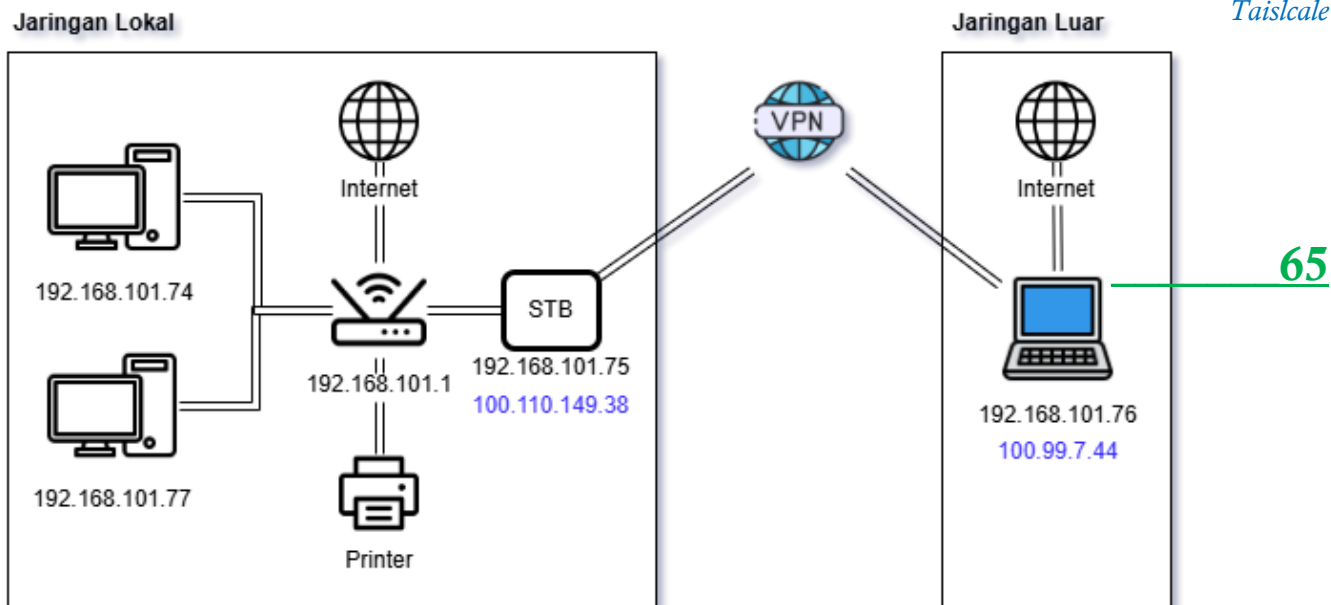 Taislcale
Jaringan Lokal
Jaringan Luar
VPN
Internet
Internet
65
192.168.101.74
STB
192.168.101.1
192.168.101.75
100.110.149.38
192.168.101.76
100.99.7.44
192.168.101.77
Printer